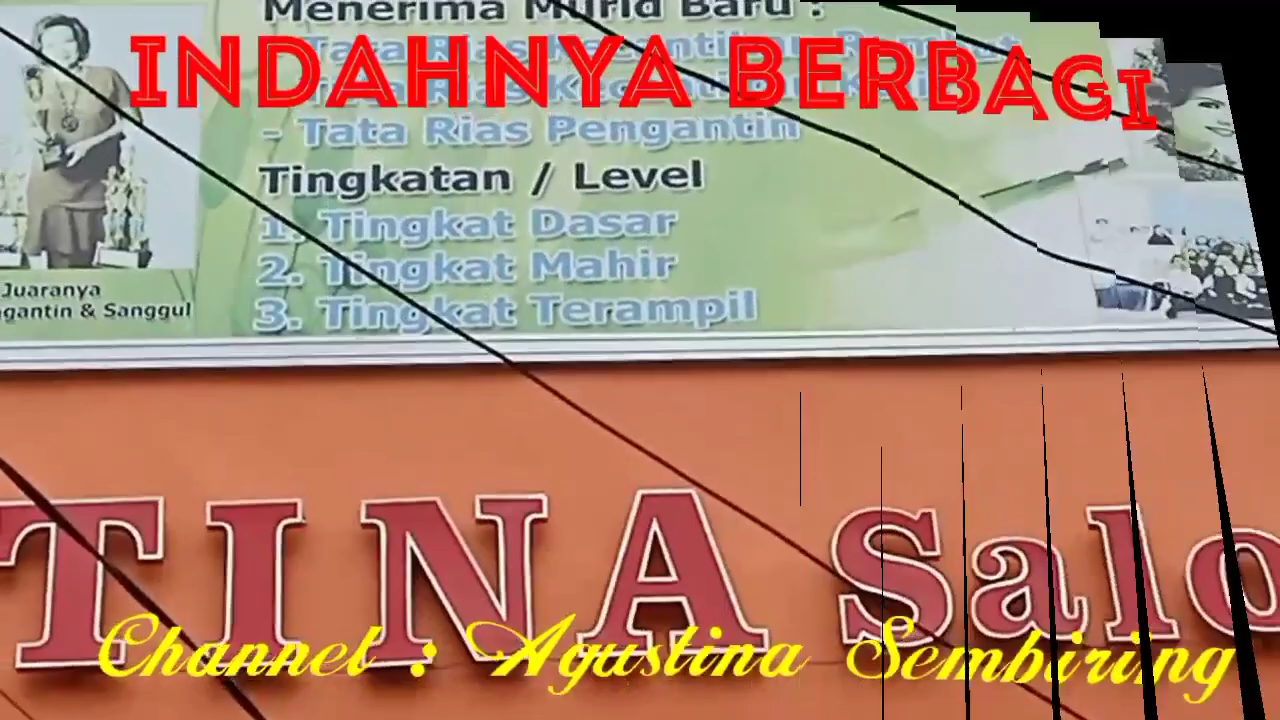 Menerima Murid Baru :
INDAHNYA BERBAGI
- Tata Rias Pengantin
Tingkatan / Level
1. Tingkat Dasar
2. Tingkat Mahir
3. Tingkat Terampil
Juaranya
gantin & Sanggul
TINA Salo
Channel : Agustina Sembiring